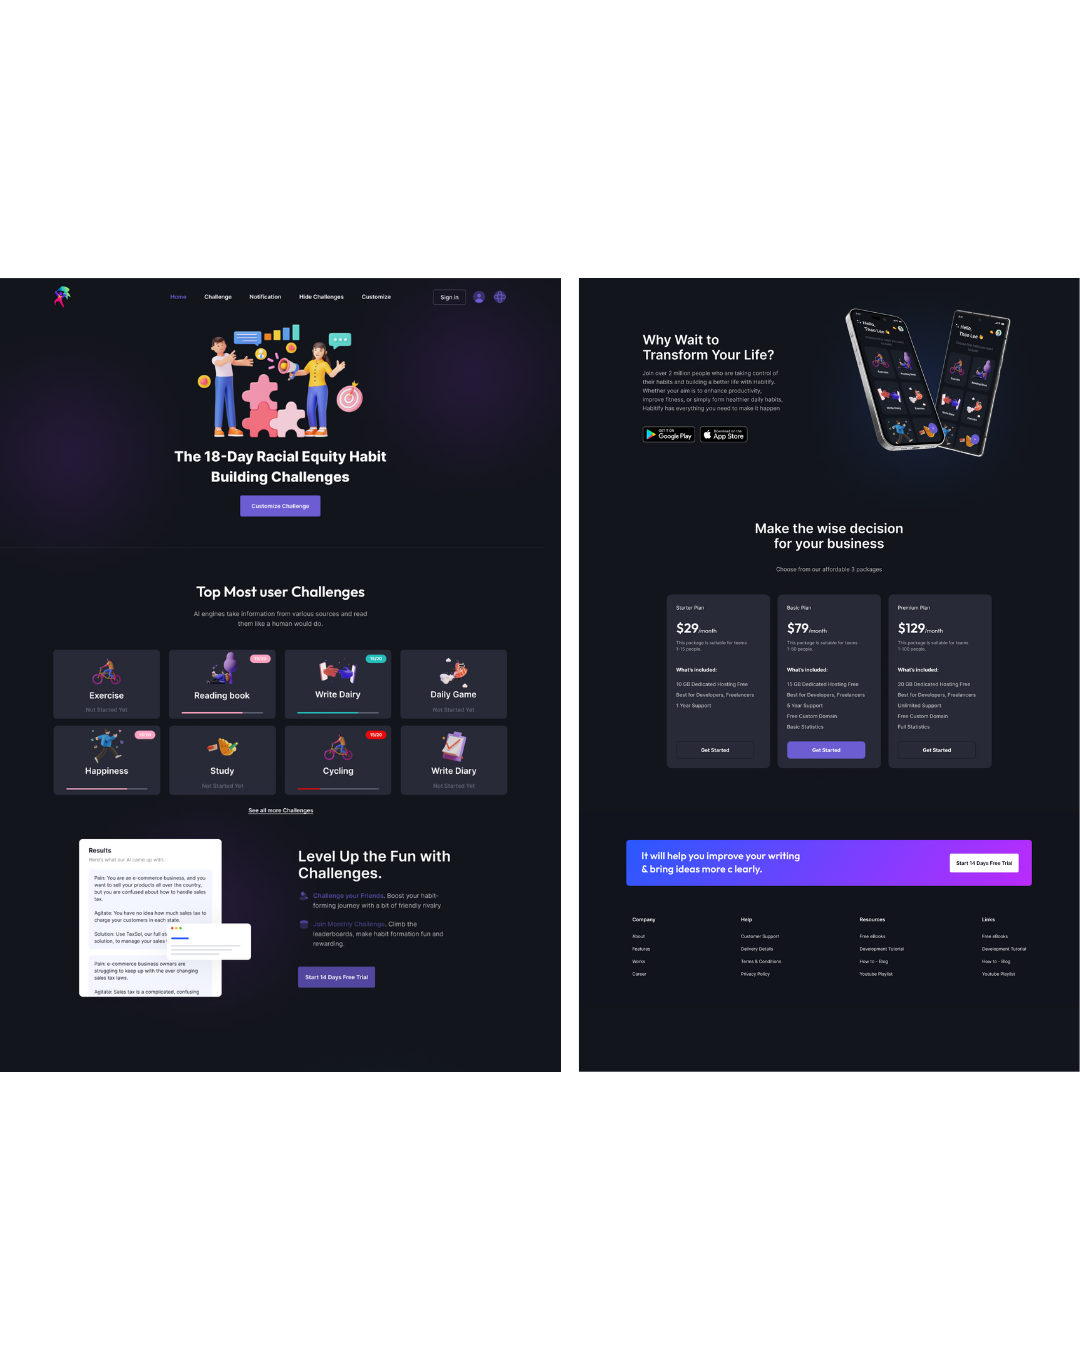 Home
Challenge
Notification
Hide Challenges
Customize
Sign in
The 18-Day Racial Equity Habit
Building Challenges
Customize Challenge
Top Most user Challenges
AI engines take information from various sources and read
them like a human would do.
Exercise
Not Started Yet
Reading book
15/20
Write Dairy
Daily Game
Not Started Yet
Happiness
Study
Not Started Yet
10/20
Cycling
Write Diary
Not Started Yet
See all more Challenges
Results
Here's what our AI came up with:
Pain: You are an e-commerce business, and you
want to sell your products all over the country,
but you are confused about how to handle sales
tax.
Agitate: You have no idea how much sales tax to
charge your customers in each state.
Solution: Use TaxSol, our full st
solution, to manage your sales
Pain: e-commerce business owners are
struggling to keep up with the ever changing
sales tax laws.
Agitate: Sales tax is a complicated, confusing
Level Up the Fun with
Challenges.
Challenge your Friends. Boost your habit-
forming journey with a bit of friendly rivalry
Join Monthly Challenge. Climb the
leaderboards, make habit formation fun and
rewarding.
Start 14 Days Free Trial
Why Wait to
Transform Your Life?
Join over 2 million people who are taking control of
their habits and building a better life with Habitify.
Whether your aim is to enhance productivity,
improve fitness, or simply form healthier daily habits.
Habitify has everything you need to make it happen
GET IT ON
Google Play
Download on the
App Store
Hello,
Thao Lee
Hello,
Thao Lee
Make the wise decision
for your business
Choose from our affordable 3 packages
Starter Plan
$29/month
This package is suitable for teams
1-15 people.
What's included:
10 GB Dedicated Hosting Free
Best for Developers, Freelancers
1 Year Support
Get Started
Basic Plan
$79/month
This package is suitable for teams
1-50 people.
What's included:
15 GB Dedicated Hosting Free
Best for Developers, Freelancers
5 Year Support
Free Custom Domain
Basic Statistics
Get Started
Premium Plan
$129/month
This package is suitable for teams
1-100 people.
What's included:
20 GB Dedicated Hosting Free
Best for Developers, Freelancers
Unlimited Support
Free Custom Domain
Full Statistics
Get Started
It will help you improve your writing
& bring ideas more c learly.
Start 14 Days Free Trial
Company
About
Features
Works
Career
Help
Customer Support
Delivery Details
Terms & Conditions
Privacy Policy
Resources
Free eBooks
Development Tutorial
How to - Blog
Youtube Playlist
Links
Free eBooks
Development Tutorial
How to - Blog
Youtube Playlist